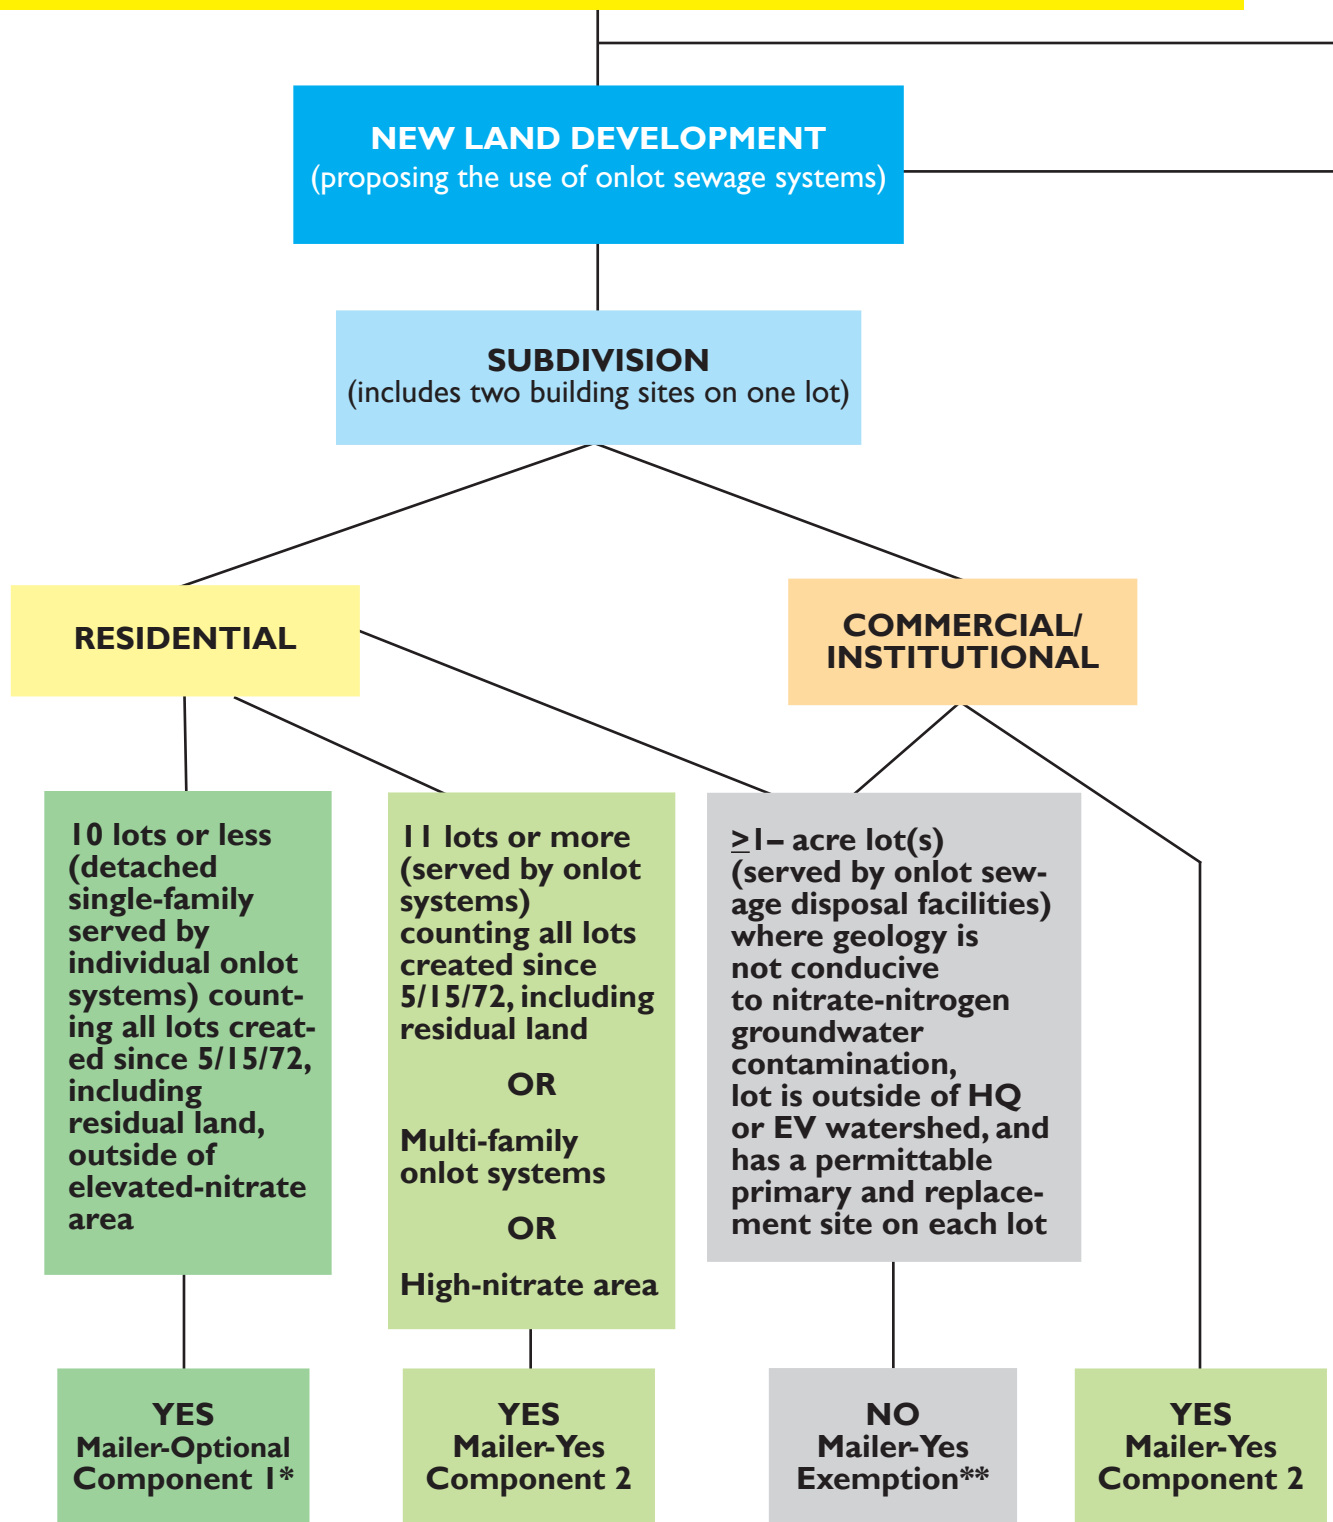 NEW LAND DEVELOPMENT
(proposing the use of onlot sewage systems)
SUBDIVISION
(includes two building sites on one lot)
RESIDENTIAL
COMMERCIAL/
INSTITUTIONAL
10 lots or less
(detached
single-family
served by
individual onlot
systems) count-
ing all lots creat-
ed since 5/15/72,
including
residual land,
outside of
elevated-nitrate
area
11 lots or more
(served by onlot
systems)
counting all lots
created since
5/15/72, including
residual land
OR
Multi-family
onlot systems
OR
High-nitrate area
≥1– acre lot(s)
(served by onlot sew-
age disposal facilities)
where geology is
not conducive
to nitrate-nitrogen
groundwater
contamination,
lot is outside of HQ
or EV watershed, and
has a permittable
primary and replace-
ment site on each lot
YES
Mailer-Optional
Component 1*
YES
Mailer-Yes
Component 2
NO
Mailer-Yes
Exemption**
YES
Mailer-Yes
Component 2